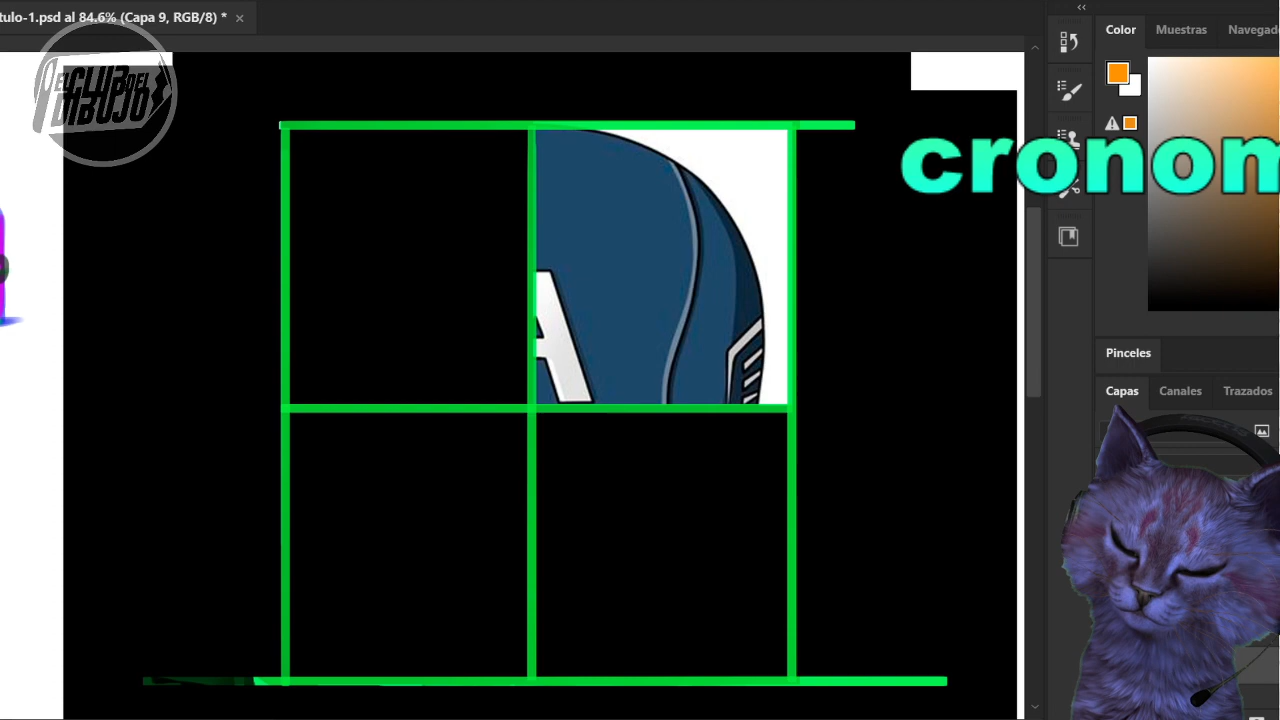 tulo-1.psd al 84.6% (Capa 9, RGB/8) *
EL CLUB DEL
DIBUJO
Color
Muestras
Navegad
cronom
A
Pinceles
Capas
Canales
Trazados